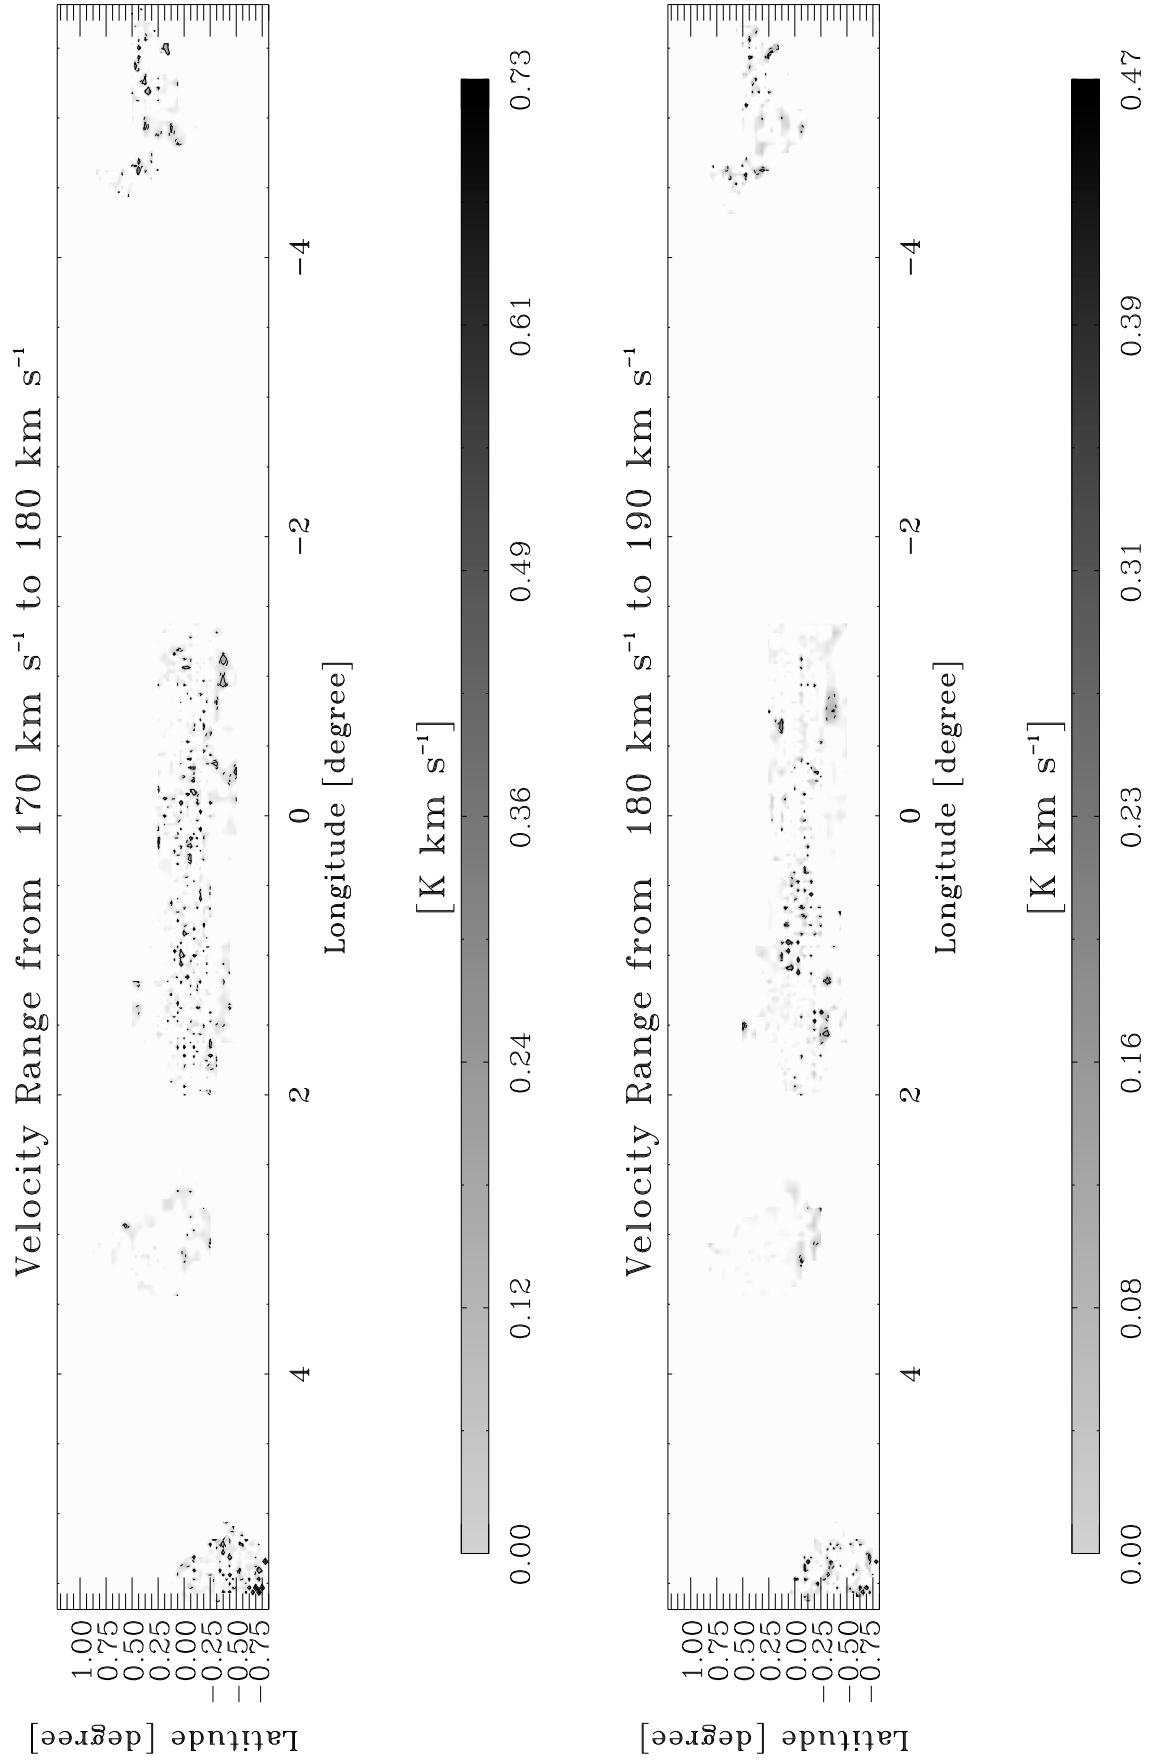 Velocity Range from 170 km s⁻¹ to 180 km s⁻¹
Latitude [degree]
1.00
0.75
0.50
0.25
0.00
−0.25
−0.50
−0.75
4 2 0 −2 −4
Longitude [degree]
[K km s⁻¹]
0.00 0.12 0.24 0.36 0.49 0.61 0.73
Velocity Range from 180 km s⁻¹ to 190 km s⁻¹
Latitude [degree]
1.00
0.75
0.50
0.25
0.00
−0.25
−0.50
−0.75
4 2 0 −2 −4
Longitude [degree]
[K km s⁻¹]
0.00 0.08 0.16 0.23 0.31 0.39 0.47